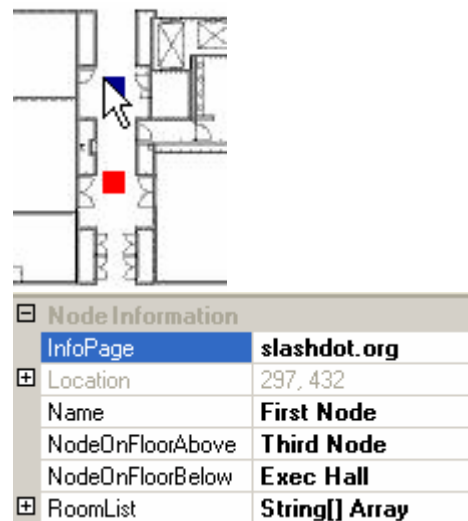 Node Information
InfoPage slashdot.org
Location 297, 432
Name First Node
NodeOnFloorAbove Third Node
NodeOnFloorBelow Exec Hall
RoomList String[] Array